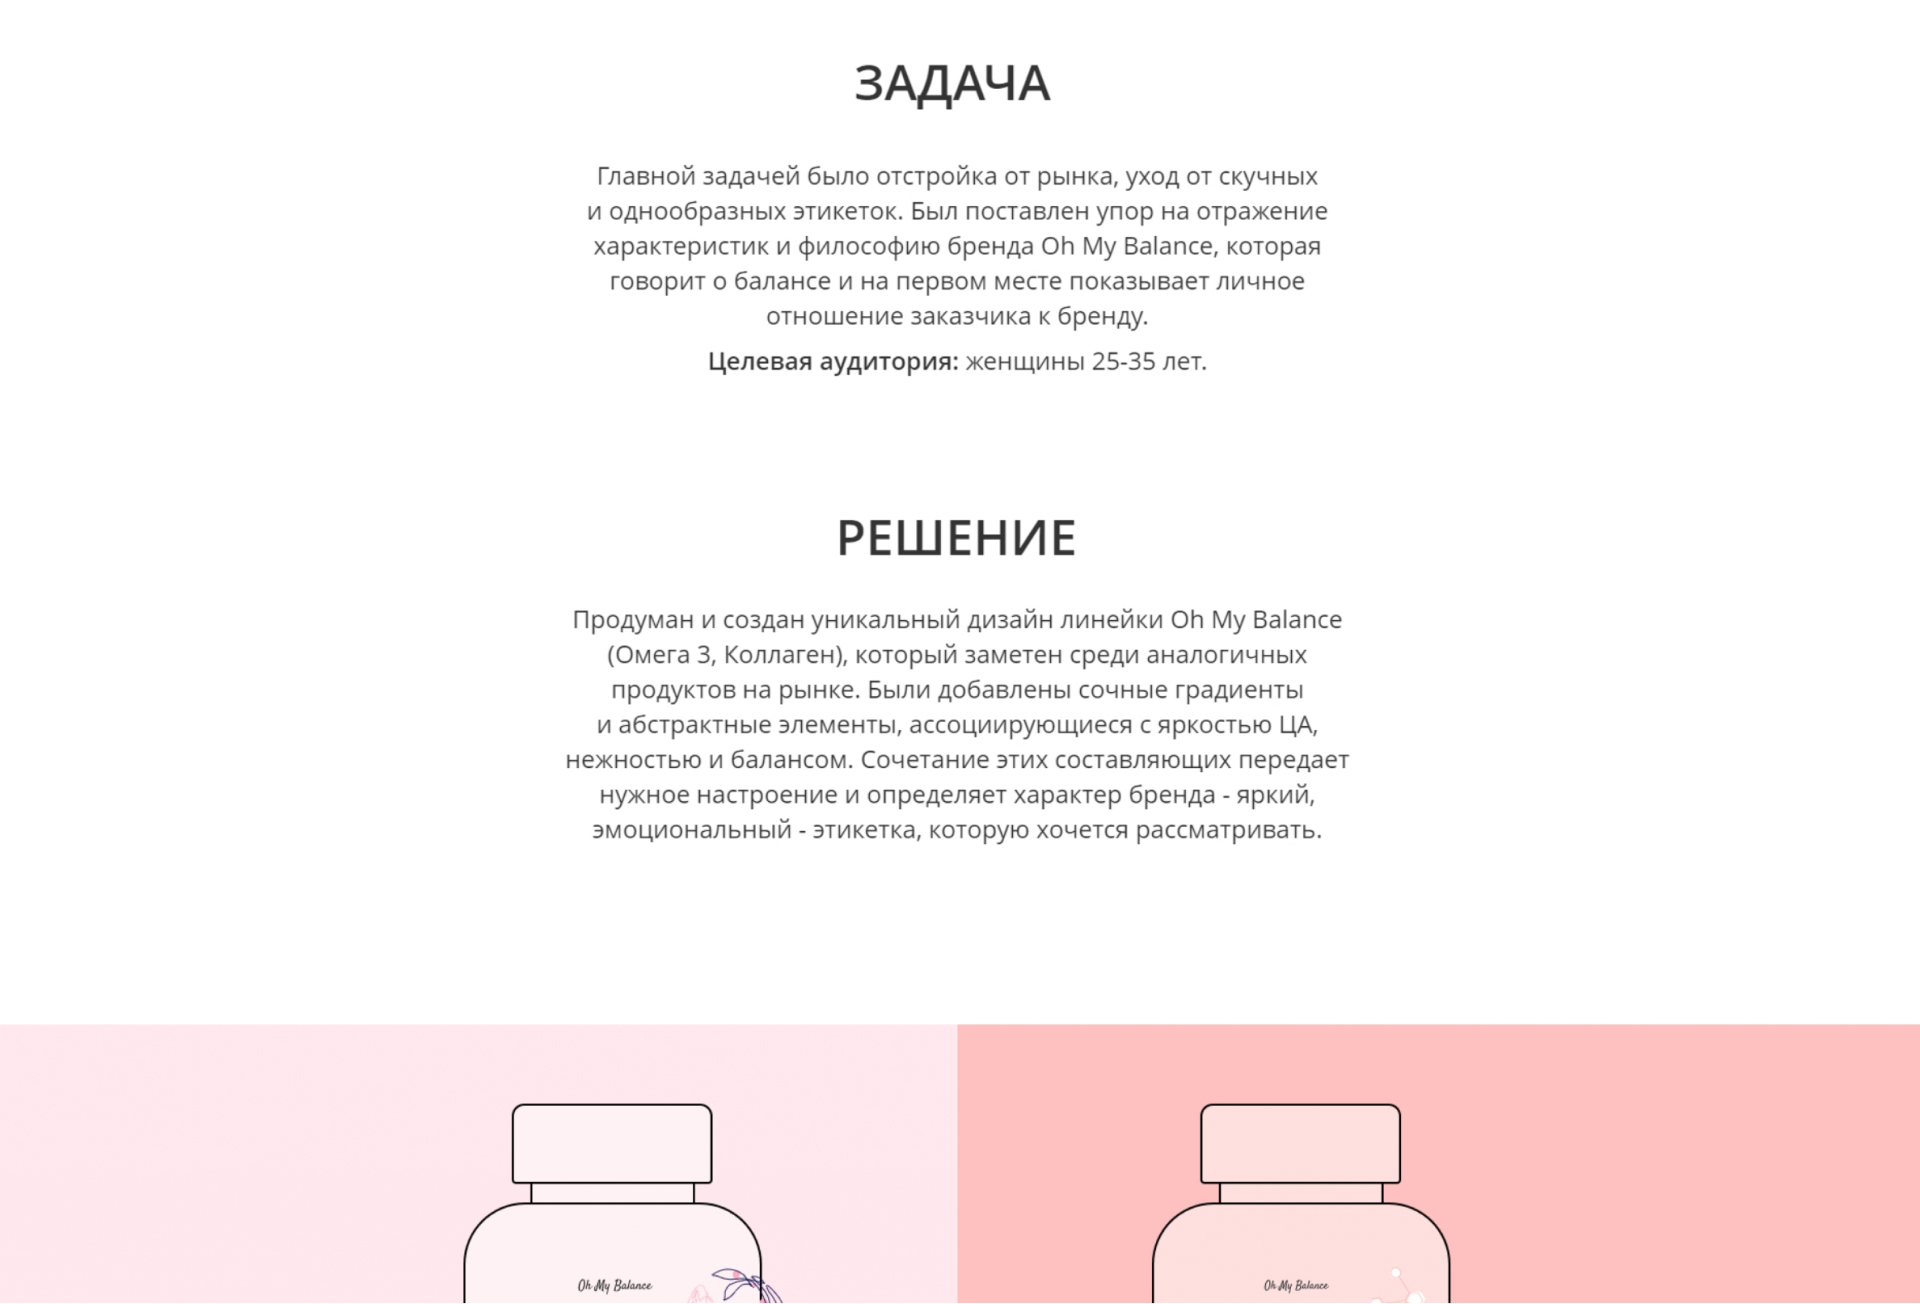 ЗАДАЧА
Главной задачей было отстройка от рынка, уход от скучных
и однообразных этикеток. Был поставлен упор на отражение
характеристик и философию бренда Oh My Balance, которая
говорит о балансе и на первом месте показывает личное
отношение заказчика к бренду.
Целевая аудитория: женщины 25-35 лет.
РЕШЕНИЕ
Продуман и создан уникальный дизайн линейки Oh My Balance
(Омега 3, Коллаген), который заметен среди аналогичных
продуктов на рынке. Были добавлены сочные градиенты
и абстрактные элементы, ассоциирующиеся с яркостью ЦА,
нежностью и балансом. Сочетание этих составляющих передает
нужное настроение и определяет характер бренда - яркий,
эмоциональный - этикетка, которую хочется рассматривать.
Oh My Balance
Oh My Balance